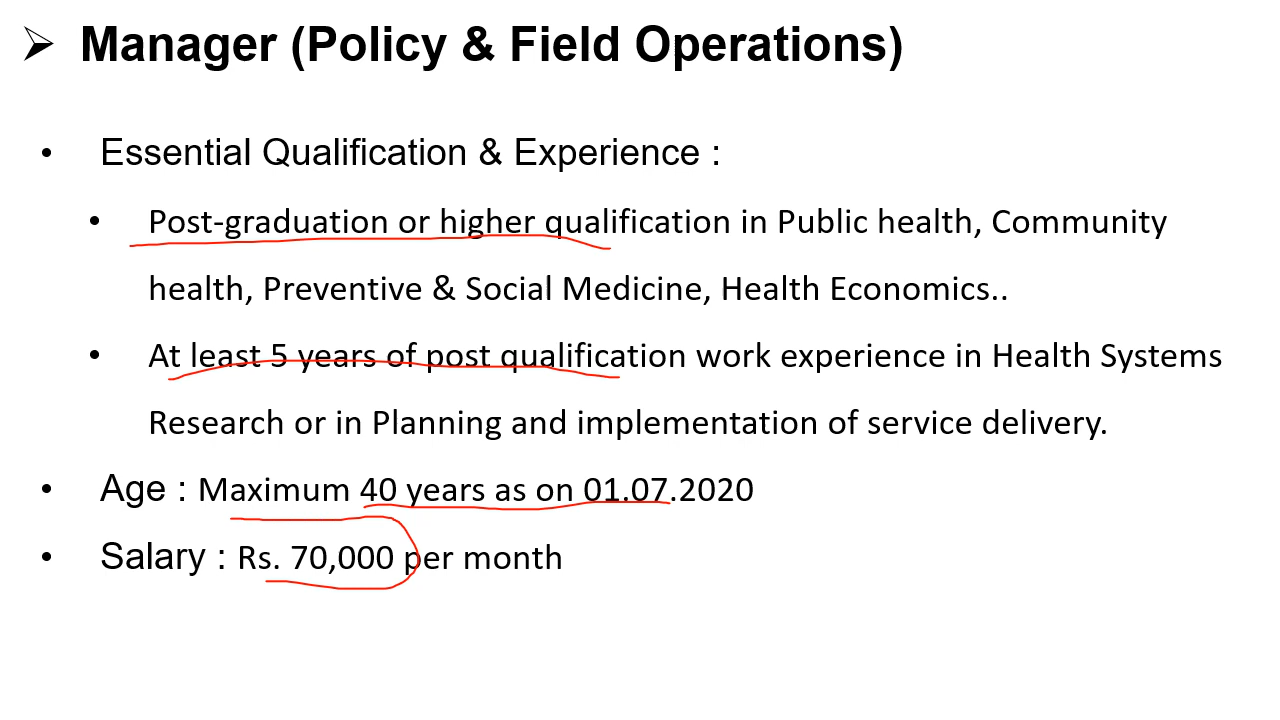 ➢ Manager (Policy & Field Operations)
• Essential Qualification & Experience :
• Post-graduation or higher qualification in Public health, Community
health, Preventive & Social Medicine, Health Economics..
• At least 5 years of post qualification work experience in Health Systems
Research or in Planning and implementation of service delivery.
• Age : Maximum 40 years as on 01.07.2020
• Salary : Rs. 70,000 per month